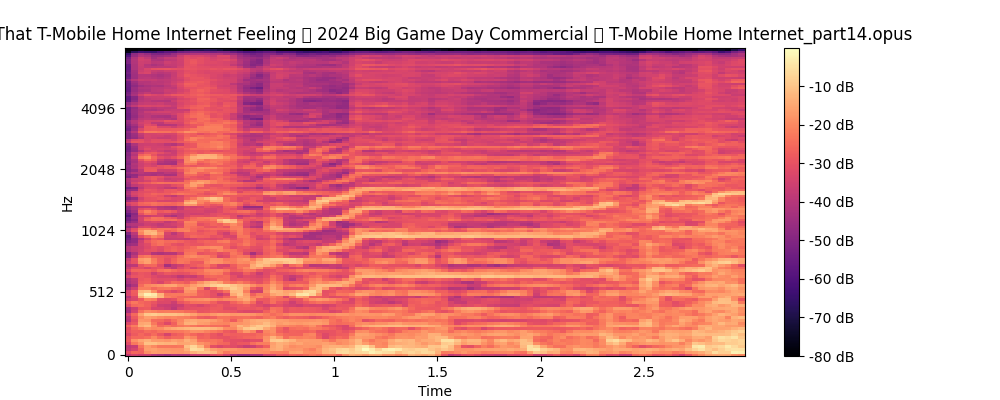 That T-Mobile Home Internet Feeling 2024 Big Game Day Commercial T-Mobile Home Internet_part14.opus
Hz
4096
2048
1024
512
0
0
0.5
1
1.5
2
2.5
Time
-10 dB
-20 dB
-30 dB
-40 dB
-50 dB
-60 dB
-70 dB
-80 dB